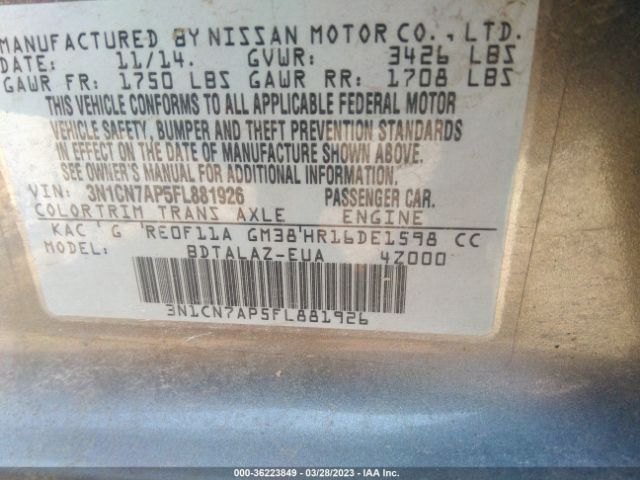 MANUFACTURED BY NISSAN MOTOR CO., LTD.
DATE: 11/14. GVWR: 3426 LBS
GAWR FR: 1750 LBS GAWR RR: 1708 LBS
THIS VEHICLE CONFORMS TO ALL APPLICABLE FEDERAL MOTOR
VEHICLE SAFETY, BUMPER AND THEFT PREVENTION STANDARDS
IN EFFECT ON THE DATE OF MANUFACTURE SHOWN ABOVE.
SEE OWNER'S MANUAL FOR ADDITIONAL INFORMATION
VIN: 3N1CN7AP5FL881926 PASSENGER CAR.
COLORTRIM TRANS AXLE ENGINE
KAC G RE0F11A GM38 HR16DE1598 CC
MODEL: BDTALAZ-EUA 4Z000
3N1CN7AP5FL881926
000-36223849 | 03/28/2023 | IAA Inc.